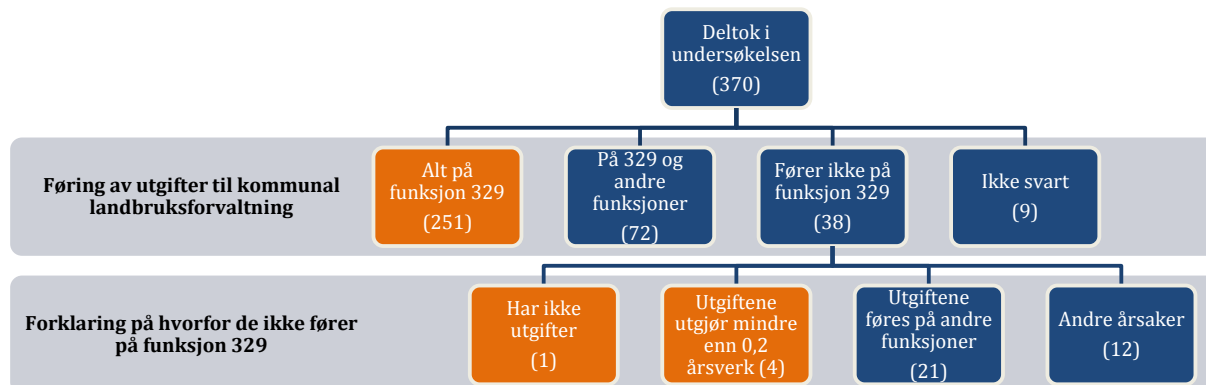 Deltok i
undersøkelsen
(370)
Føring av utgifter til kommunal
landbruksforvaltning
Alt på
funksjon 329
(251)
På 329 og
andre
funksjoner
(72)
Fører ikke på
funksjon 329
(38)
Ikke svart
(9)
Forklaring på hvorfor de ikke fører
på funksjon 329
Har ikke
utgifter
(1)
Utgiftene
utgjør mindre
enn 0,2
årsverk (4)
Utgiftene
føres på andre
funksjoner
(21)
Andre årsaker
(12)